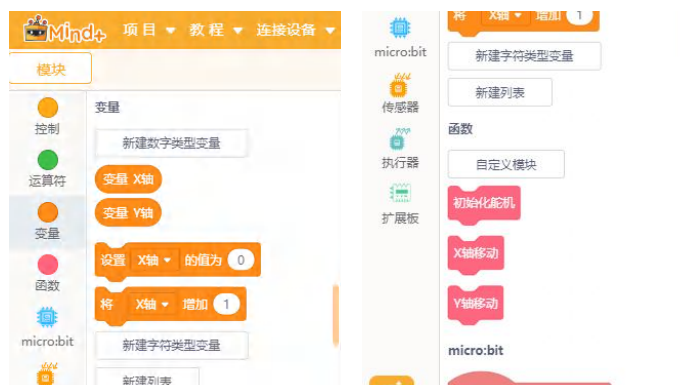 Mind+ 项目 教程 连接设备
模块
控制
运算符
变量
函数
micro:bit
变量
新建数字类型变量
变量 X轴
变量 Y轴
设置 X轴 的值为 0
将 X轴 增加 1
新建字符类型变量
新建列表
micro:bit
传感器
执行器
扩展板
将 X轴 增加 1
新建字符类型变量
新建列表
函数
自定义模块
初始化舵机
X轴移动
Y轴移动
micro:bit